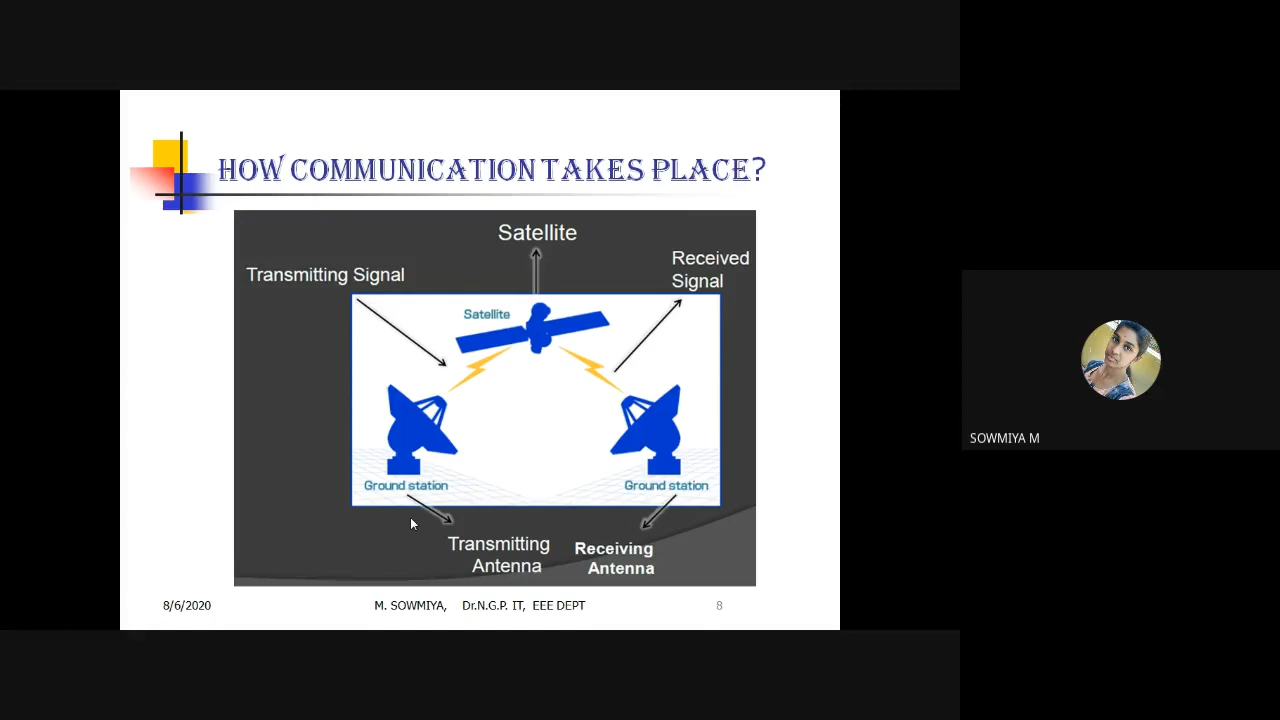 HOW COMMUNICATION TAKES PLACE?
Satellite
Transmitting Signal
Received
Signal
Satellite
Ground station
Ground station
Transmitting
Antenna
Receiving
Antenna
8/6/2020
M. SOWMIYA, Dr.N.G.P. IT, EEE DEPT
8
SOWMIYA M